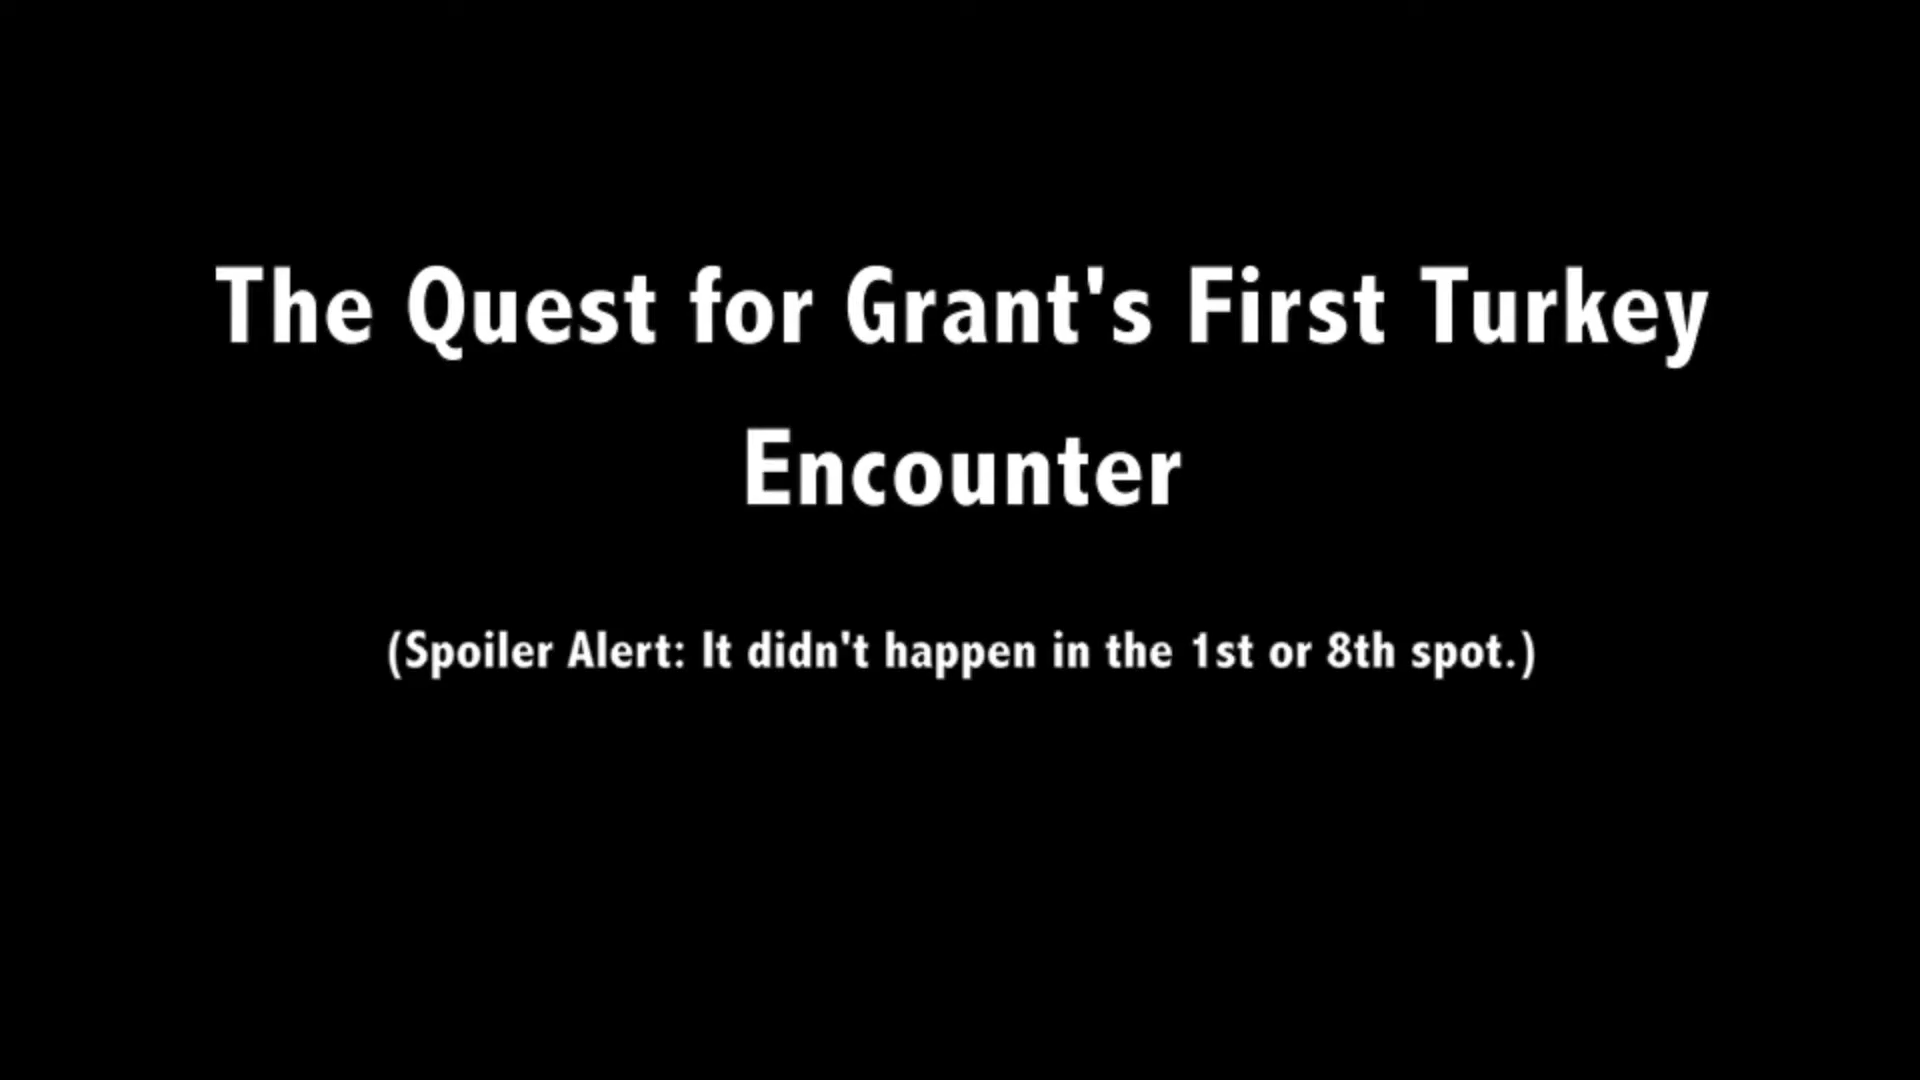 The Quest for Grant's First Turkey
Encounter
(Spoiler Alert: It didn't happen in the 1st or 8th spot.)